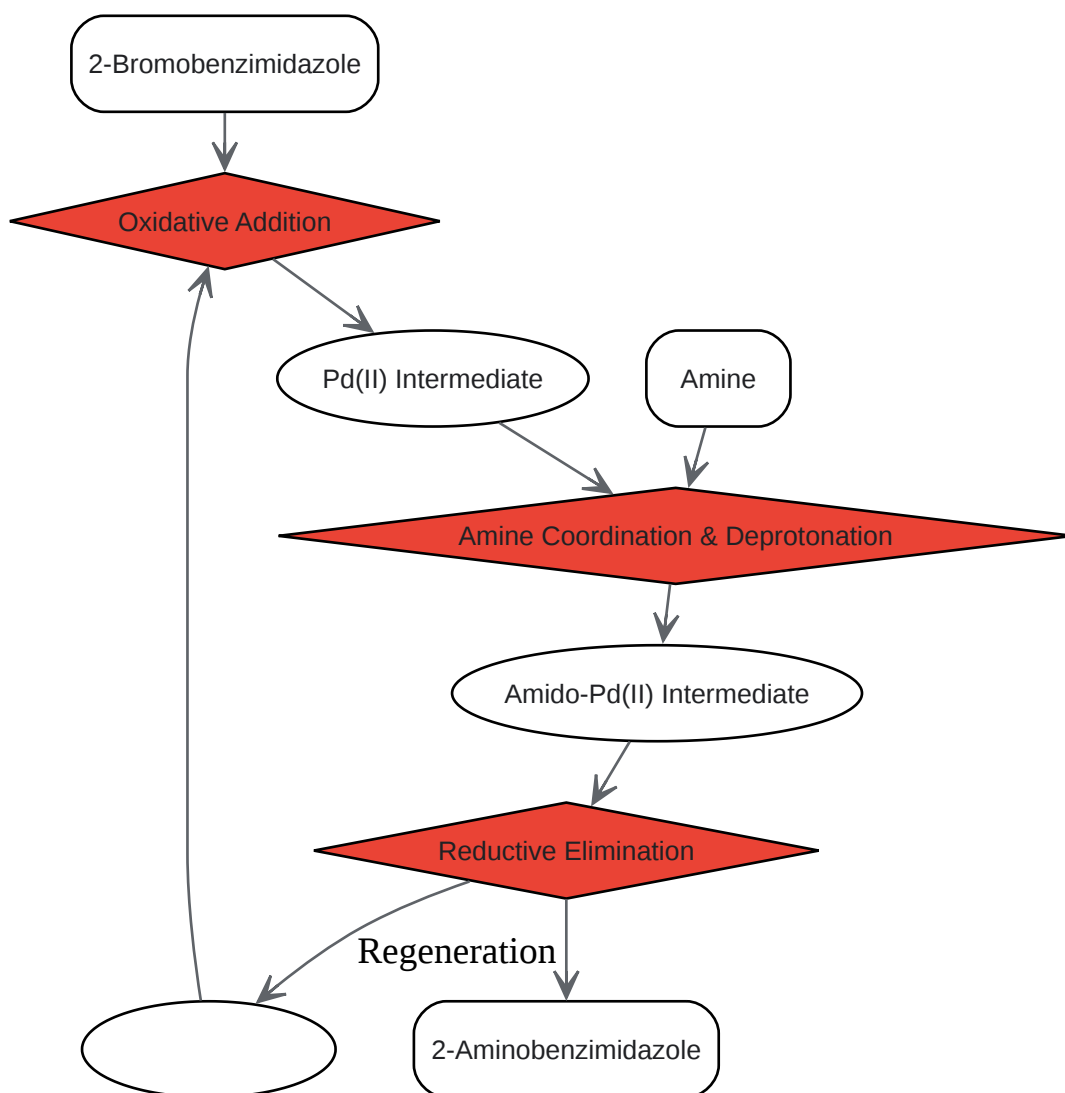 2-Bromobenzimidazole
Oxidative Addition
Pd(II) Intermediate
Amine
Amine Coordination & Deprotonation
Amido-Pd(II) Intermediate
Reductive Elimination
Regeneration
2-Aminobenzimidazole